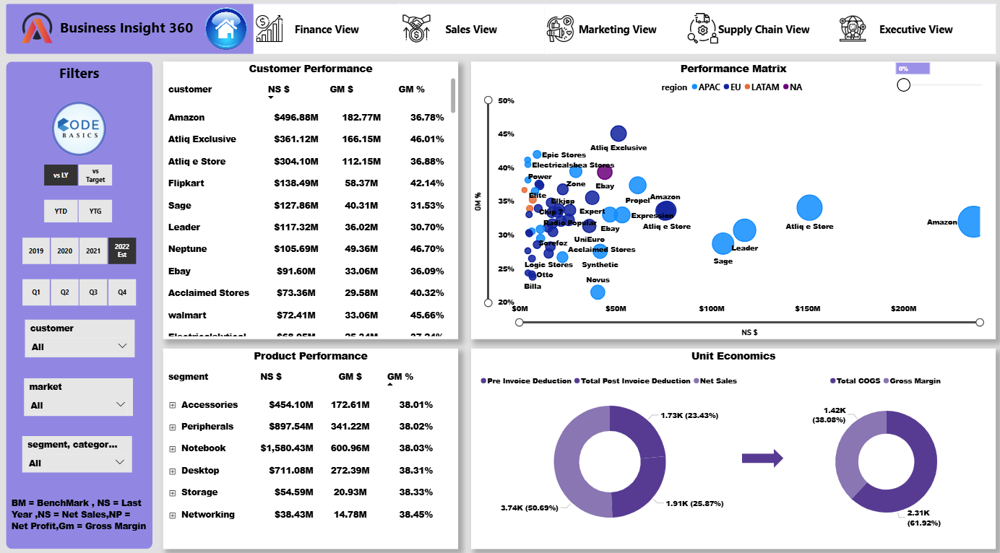 Business Insight 360
Finance View
Sales View
Marketing View
Supply Chain View
Executive View
Filters
CODE
BASICS
vs LY
vs
Target
YTD
YTG
2019
2020
2021
2022
Est
Q1
Q2
Q3
Q4
customer
All
market
All
segment, categor...
All
BM = BenchMark , NS = Last
Year ,NS = Net Sales,NP =
Net Profit,Gm = Gross Margin
Customer Performance
customer NS $ GM $ GM %
Amazon $496.88M 182.77M 36.78%
Atliq Exclusive $361.12M 166.15M 46.01%
Atliq e Store $304.10M 112.15M 36.88%
Flipkart $138.49M 58.37M 42.14%
Sage $127.86M 40.31M 31.53%
Leader $117.32M 36.02M 30.70%
Neptune $105.69M 49.36M 46.70%
Ebay $91.60M 33.06M 36.09%
Acclaimed Stores $73.36M 29.58M 40.32%
walmart $72.41M 33.06M 45.66%
Performance Matrix
0%
region APAC EU LATAM NA
GM %
50%
45%
40%
35%
30%
25%
20%
Atliq Exclusive
Epic Stores
Electricalsbea Stores
Power
Zone
Ebay
Elite
Elkjøp
Propel
Amazon
Chip 7
Expert
Expression
Radio Popular
Ebay
Atliq e Store
Atliq e Store
Amazon
UniEuro
Sorefoz
Acclaimed Stores
Leader
Sage
Logic Stores
Synthetic
Otto
Billa
Novus
$0M
$50M
$100M
$150M
$200M
NS $
Product Performance
segment NS $ GM $ GM %
Accessories $454.10M 172.61M 38.01%
Peripherals $897.54M 341.22M 38.02%
Notebook $1,580.43M 600.96M 38.03%
Desktop $711.08M 272.39M 38.31%
Storage $54.59M 20.93M 38.33%
Networking $38.43M 14.78M 38.45%
Unit Economics
Pre Invoice Deduction Total Post Invoice Deduction Net Sales
1.73K (23.43%)
1.91K (25.87%)
3.74K (50.69%)
Total COGS Gross Margin
1.42K
(38.08%)
2.31K
(61.92%)